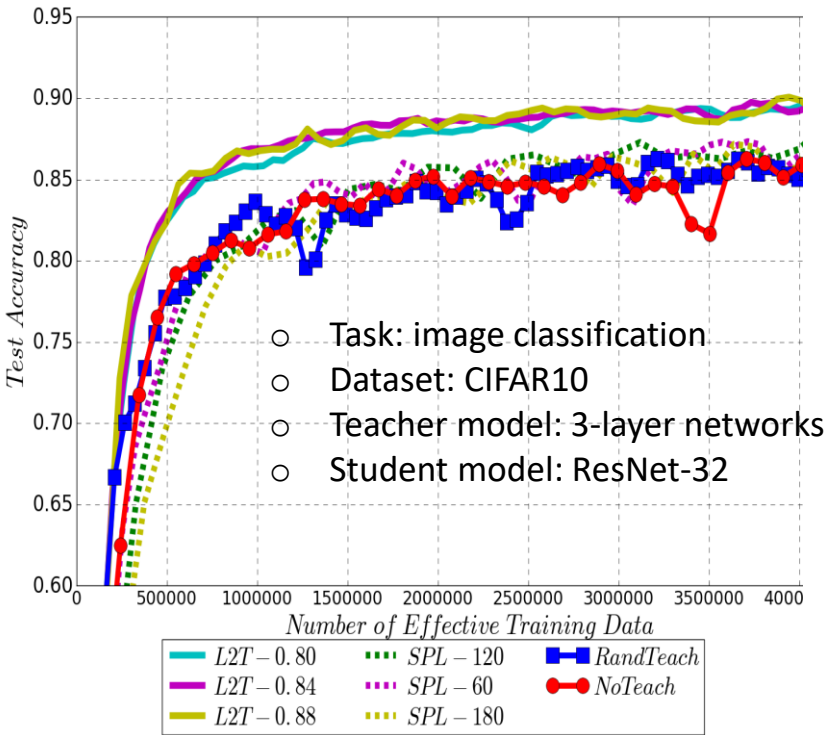 0.95
0.90
0.85
0.80
0.75
0.70
0.65
0.60
Test Accuracy
○ Task: image classification
○ Dataset: CIFAR10
○ Teacher model: 3-layer networks
○ Student model: ResNet-32
0 500000 1000000 1500000 2000000 2500000 3000000 3500000 4000
Number of Effective Training Data
L2T − 0.80 SPL − 120 RandTeach
L2T − 0.84 SPL − 60 NoTeach
L2T − 0.88 SPL − 180